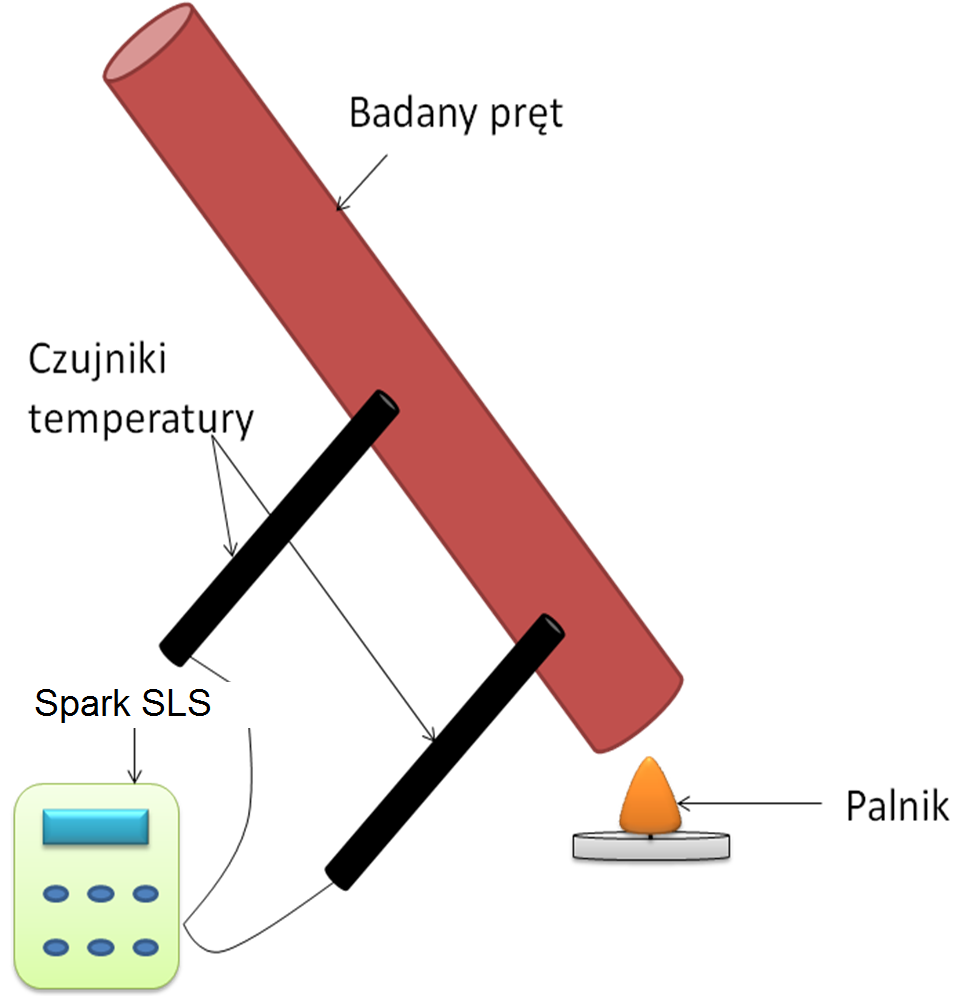 Badany pręt
Czujniki
temperatury
Spark SLS
Palnik